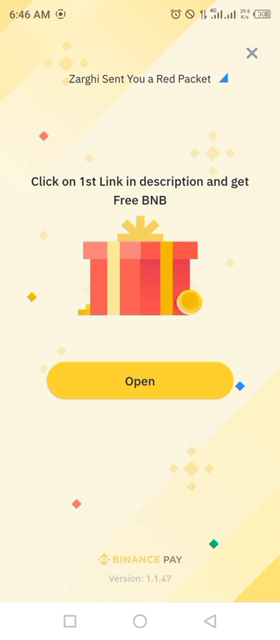 6:46 AM
4G
Zarghi Sent You a Red Packet
Click on 1st Link in description and get
Free BNB
Open
BINANCE PAY
Version: 1.1.47